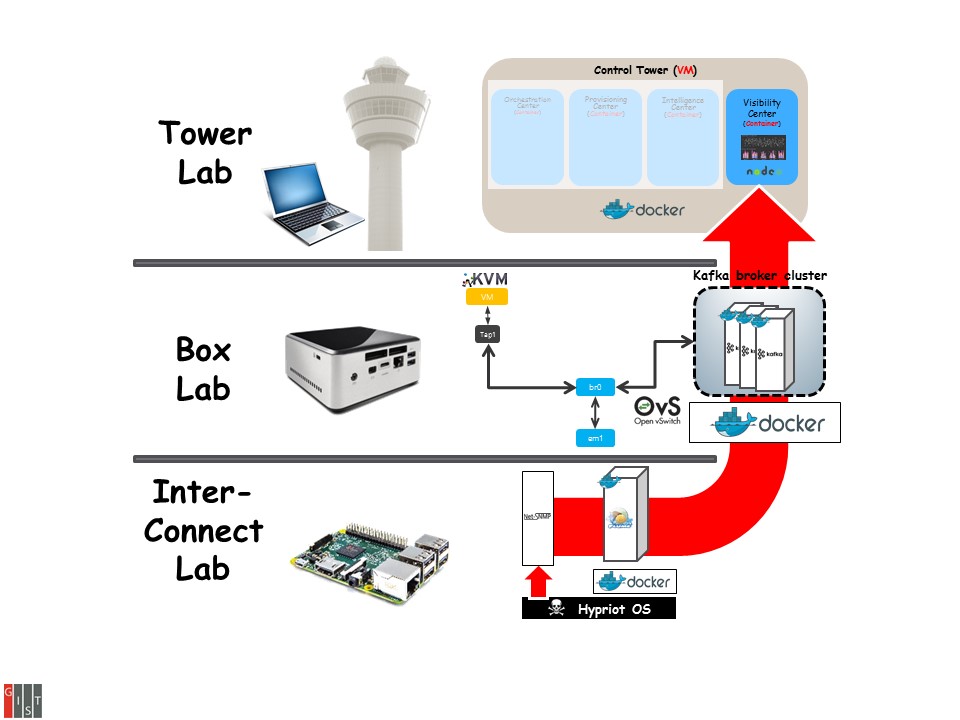 Tower
Lab
Control Tower (VM)
Orchestration
Center
(Container)
Provisioning
Center
(Container)
Intelligence
Center
(Container)
Visibility
Center
(Container)
node
docker
Box
Lab
KVM
VM
Tap1
br0
em1
OvS
Open vSwitch
Kafka broker cluster
kafka
docker
Inter-
Connect
Lab
Net-SNMP
docker
Hypriot OS
GIST